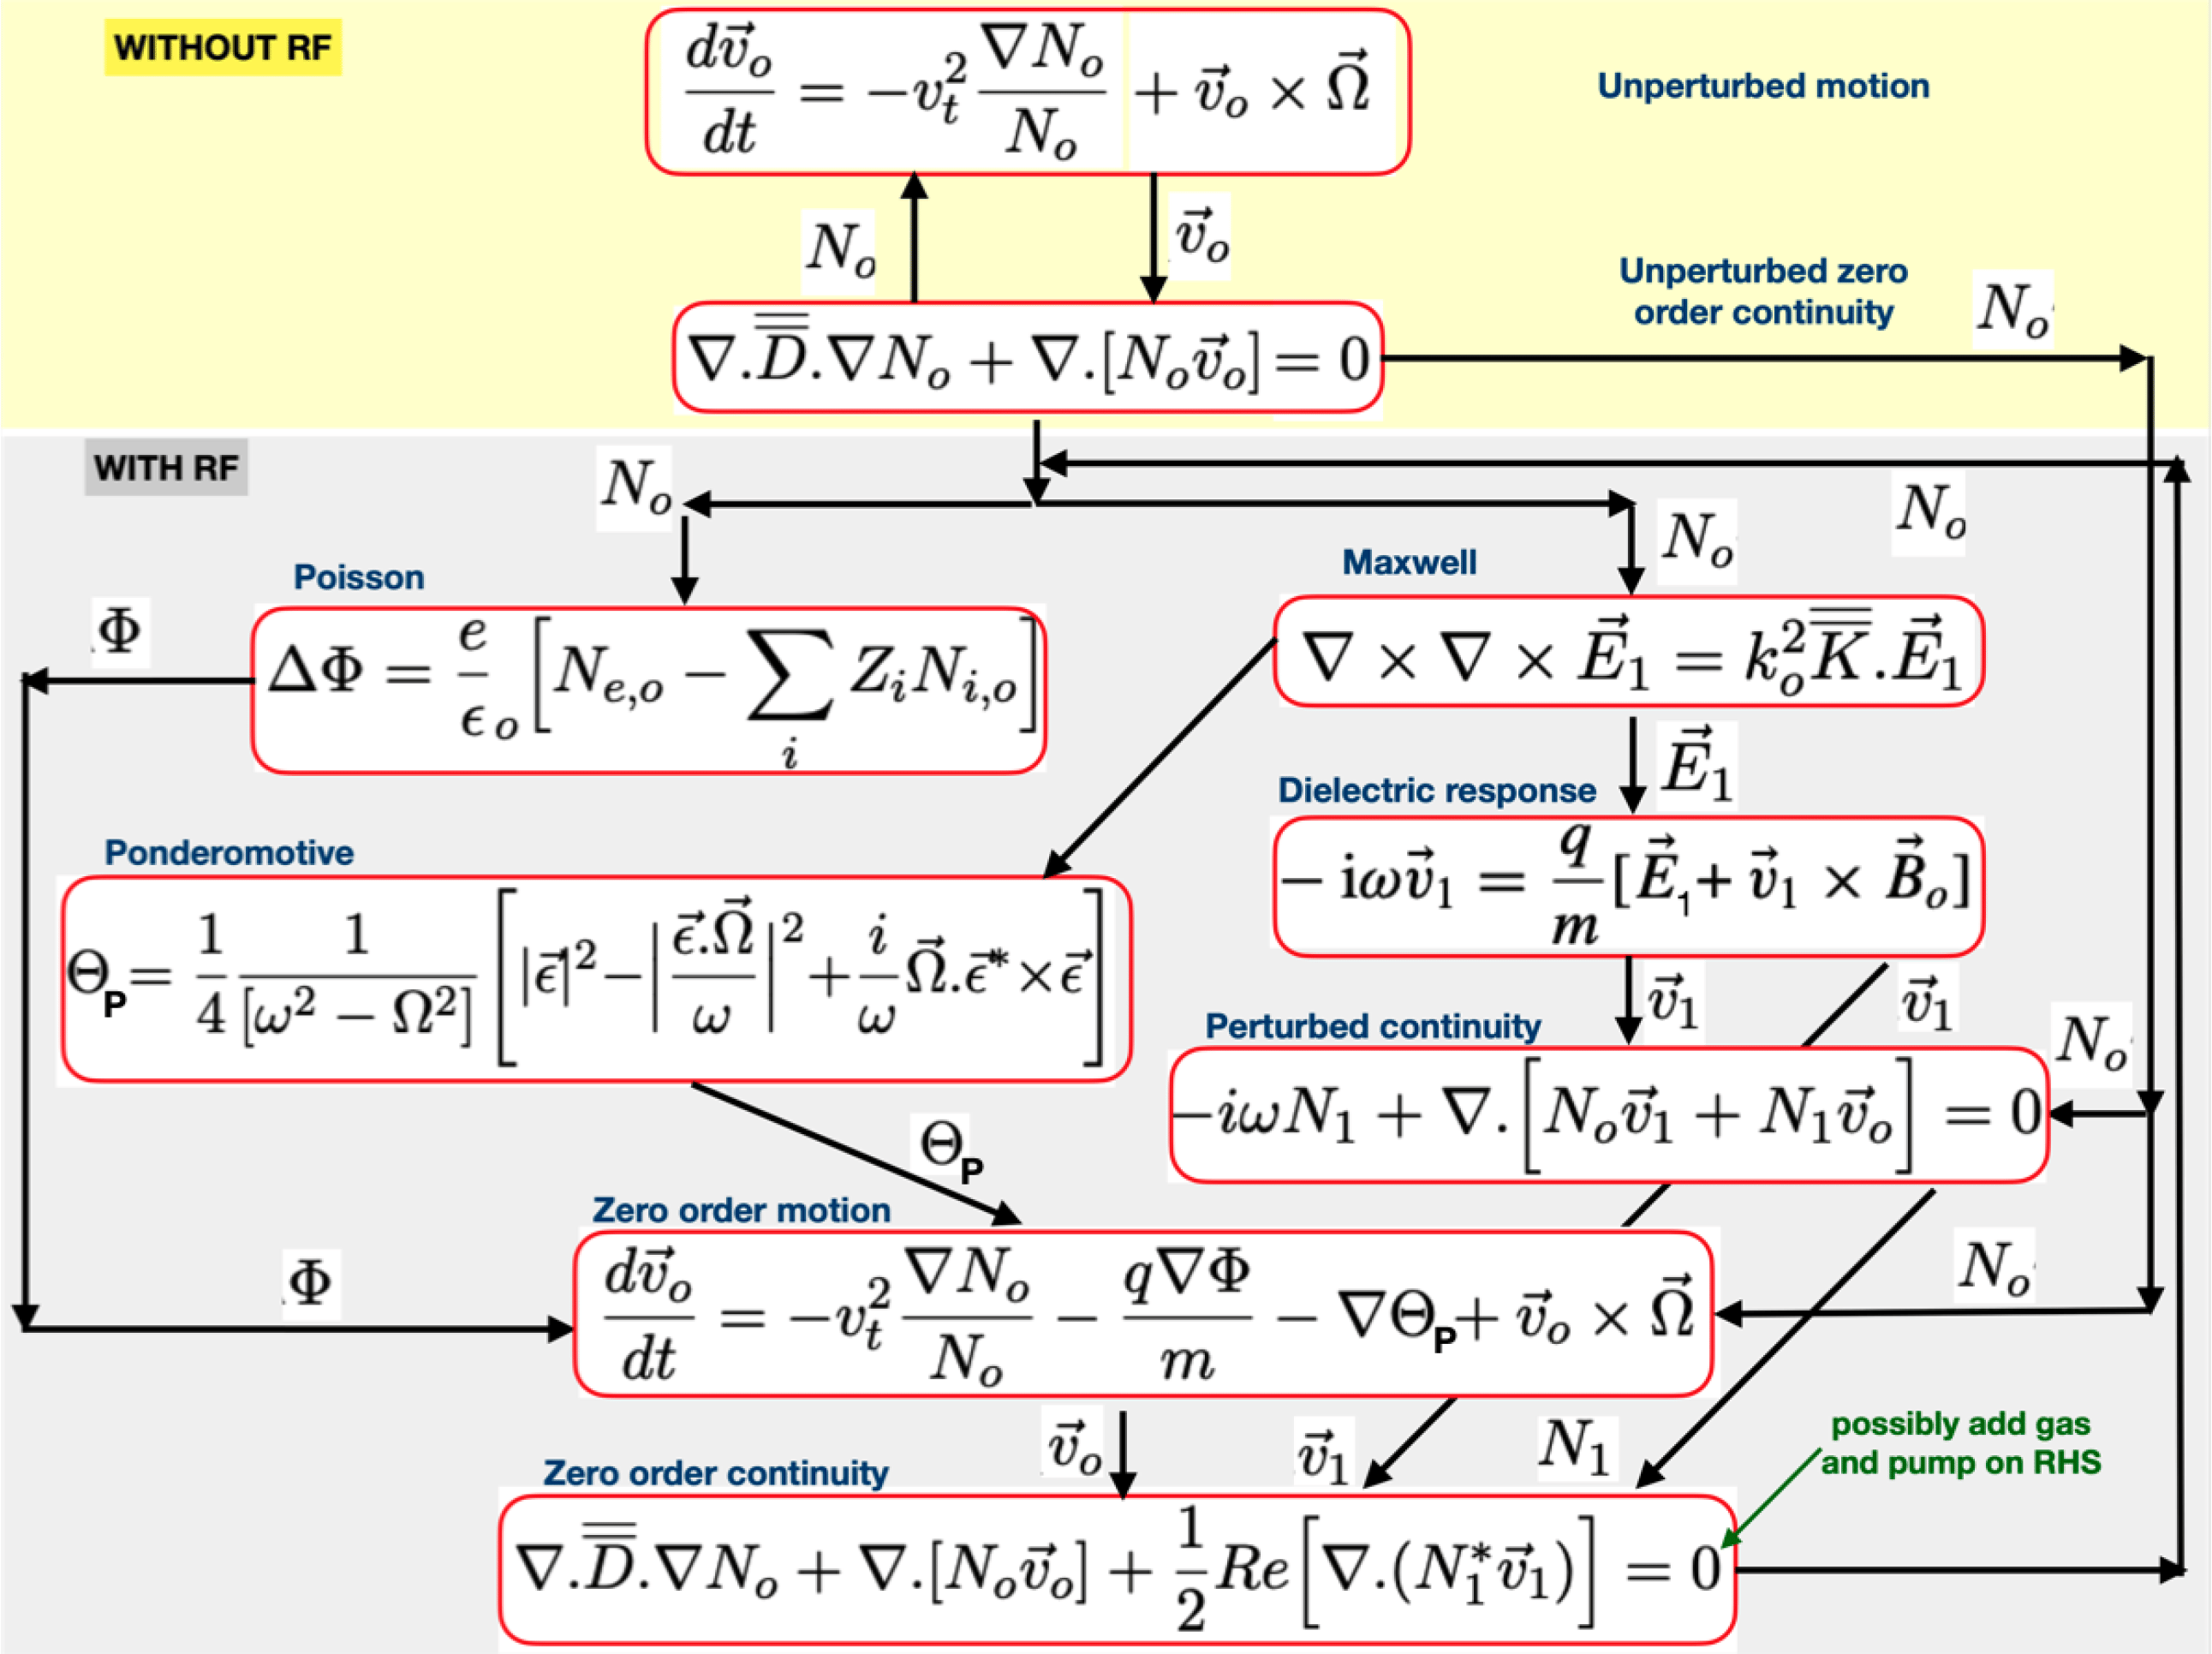 WITHOUT RF
$\frac{d\vec{v}_o}{dt} = -v_t^2 \frac{\nabla N_o}{N_o} + \vec{v}_o \times \vec{\Omega}$
Unperturbed motion
$N_o$
$\vec{v}_o$
Unperturbed zero
order continuity
$N_o$
$\nabla.\overline{\overline{D}}.\nabla N_o + \nabla.[N_o \vec{v}_o] = 0$
WITH RF
$N_o$
$N_o$
$N_o$
Poisson
Maxwell
$\Phi$
$\Delta\Phi = \frac{e}{\epsilon_o} \left[ N_{e,o} - \sum_i Z_i N_{i,o} \right]$
$\nabla \times \nabla \times \vec{E}_1 = k_o^2 \overline{\overline{K}}.\vec{E}_1$
$\vec{E}_1$
Dielectric response
$-i\omega\vec{v}_1 = \frac{q}{m}[\vec{E}_1 + \vec{v}_1 \times \vec{B}_o]$
Ponderomotive
$\Theta_P = \frac{1}{4} \frac{1}{[\omega^2 - \Omega^2]} \left[ |\vec{\epsilon}|^2 - \left| \frac{\vec{\epsilon}.\vec{\Omega}}{\omega} \right|^2 + \frac{i}{\omega} \vec{\Omega}.\vec{\epsilon}^* \times \vec{\epsilon} \right]$
$\vec{v}_1$
$\vec{v}_1$
Perturbed continuity
$N_o$
$-i\omega N_1 + \nabla.\left[ N_o \vec{v}_1 + N_1 \vec{v}_o \right] = 0$
$\Theta_P$
Zero order motion
$\Phi$
$\frac{d\vec{v}_o}{dt} = -v_t^2 \frac{\nabla N_o}{N_o} - \frac{q\nabla\Phi}{m} - \nabla\Theta_P + \vec{v}_o \times \vec{\Omega}$
$N_o$
$\vec{v}_o$
$\vec{v}_1$
$N_1$
possibly add gas
and pump on RHS
Zero order continuity
$\nabla.\overline{\overline{D}}.\nabla N_o + \nabla.[N_o \vec{v}_o] + \frac{1}{2} Re\left[ \nabla.(N_1^* \vec{v}_1) \right] = 0$